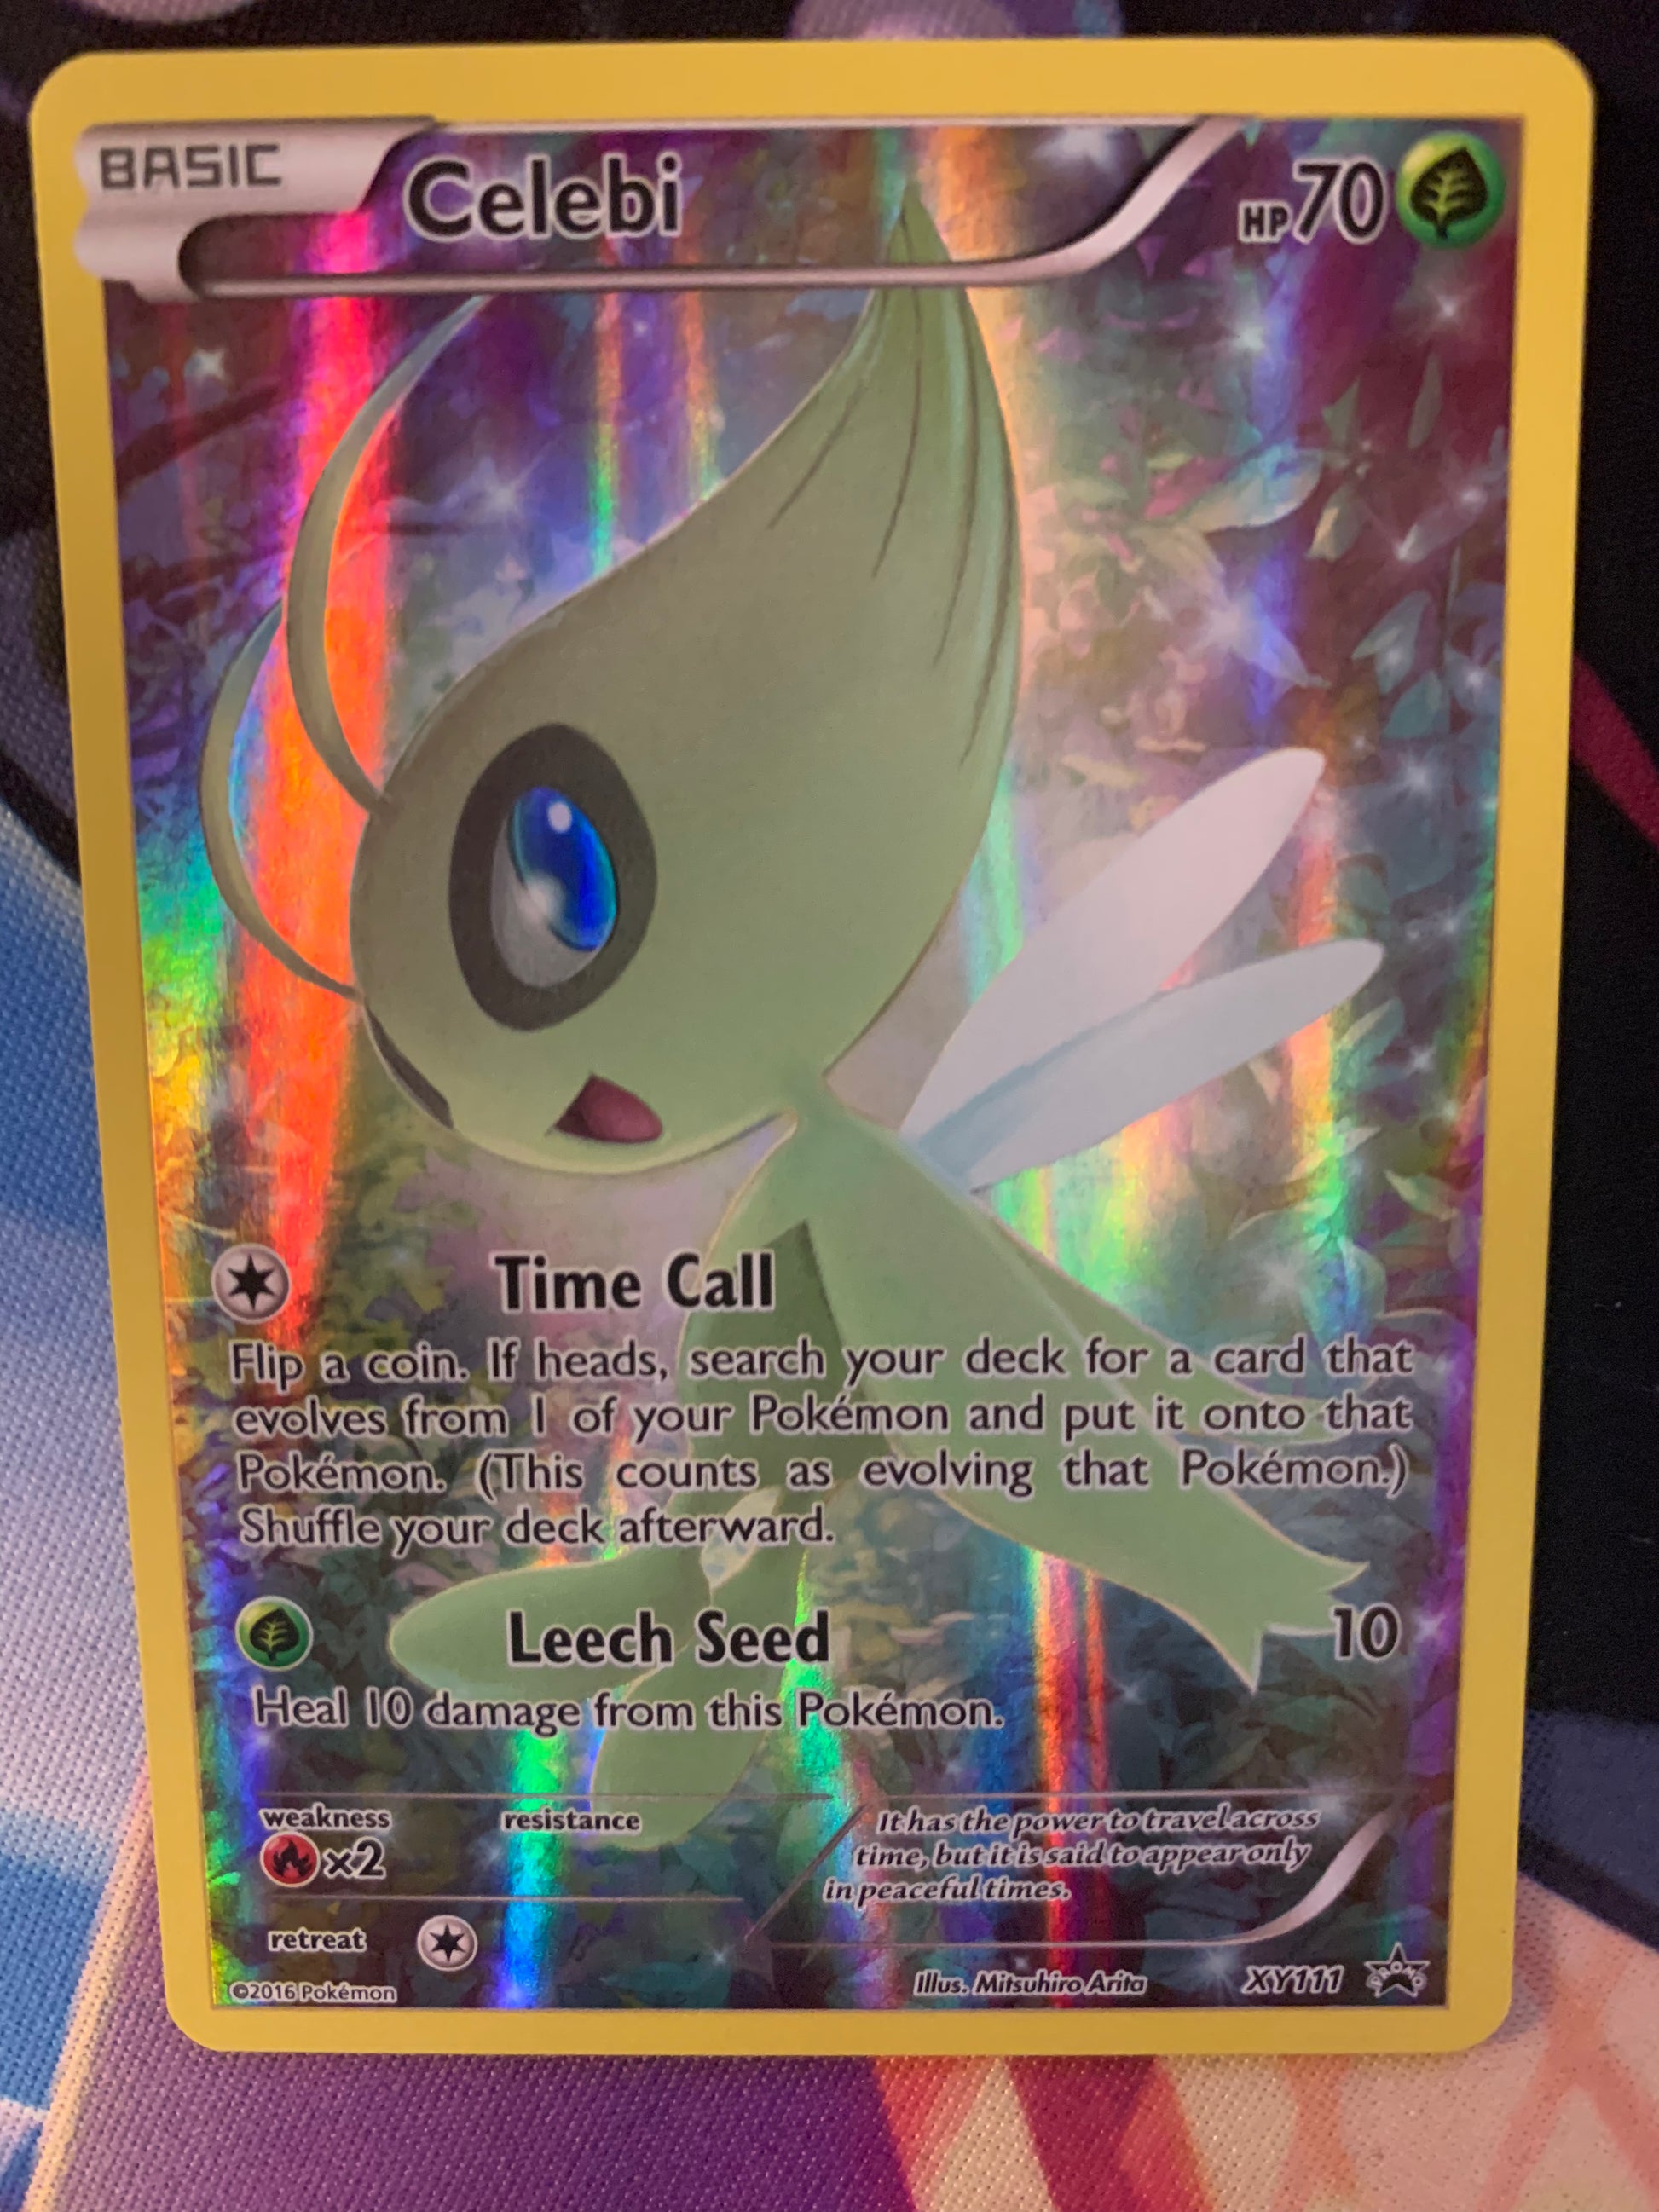 BASIC
Celebi
HP70
Time Call
Flip a coin. If heads, search your deck for a card that
evolves from 1 of your Pokémon and put it onto that
Pokémon. (This counts as evolving that Pokémon.)
Shuffle your deck afterward.
Leech Seed 10
Heal 10 damage from this Pokémon.
weakness
x2
resistance
It has the power to travel across
time, but it is said to appear only
in peaceful times.
retreat
©2016 Pokémon
Illus. Mitsuhiro Arita
XY111
PROMO